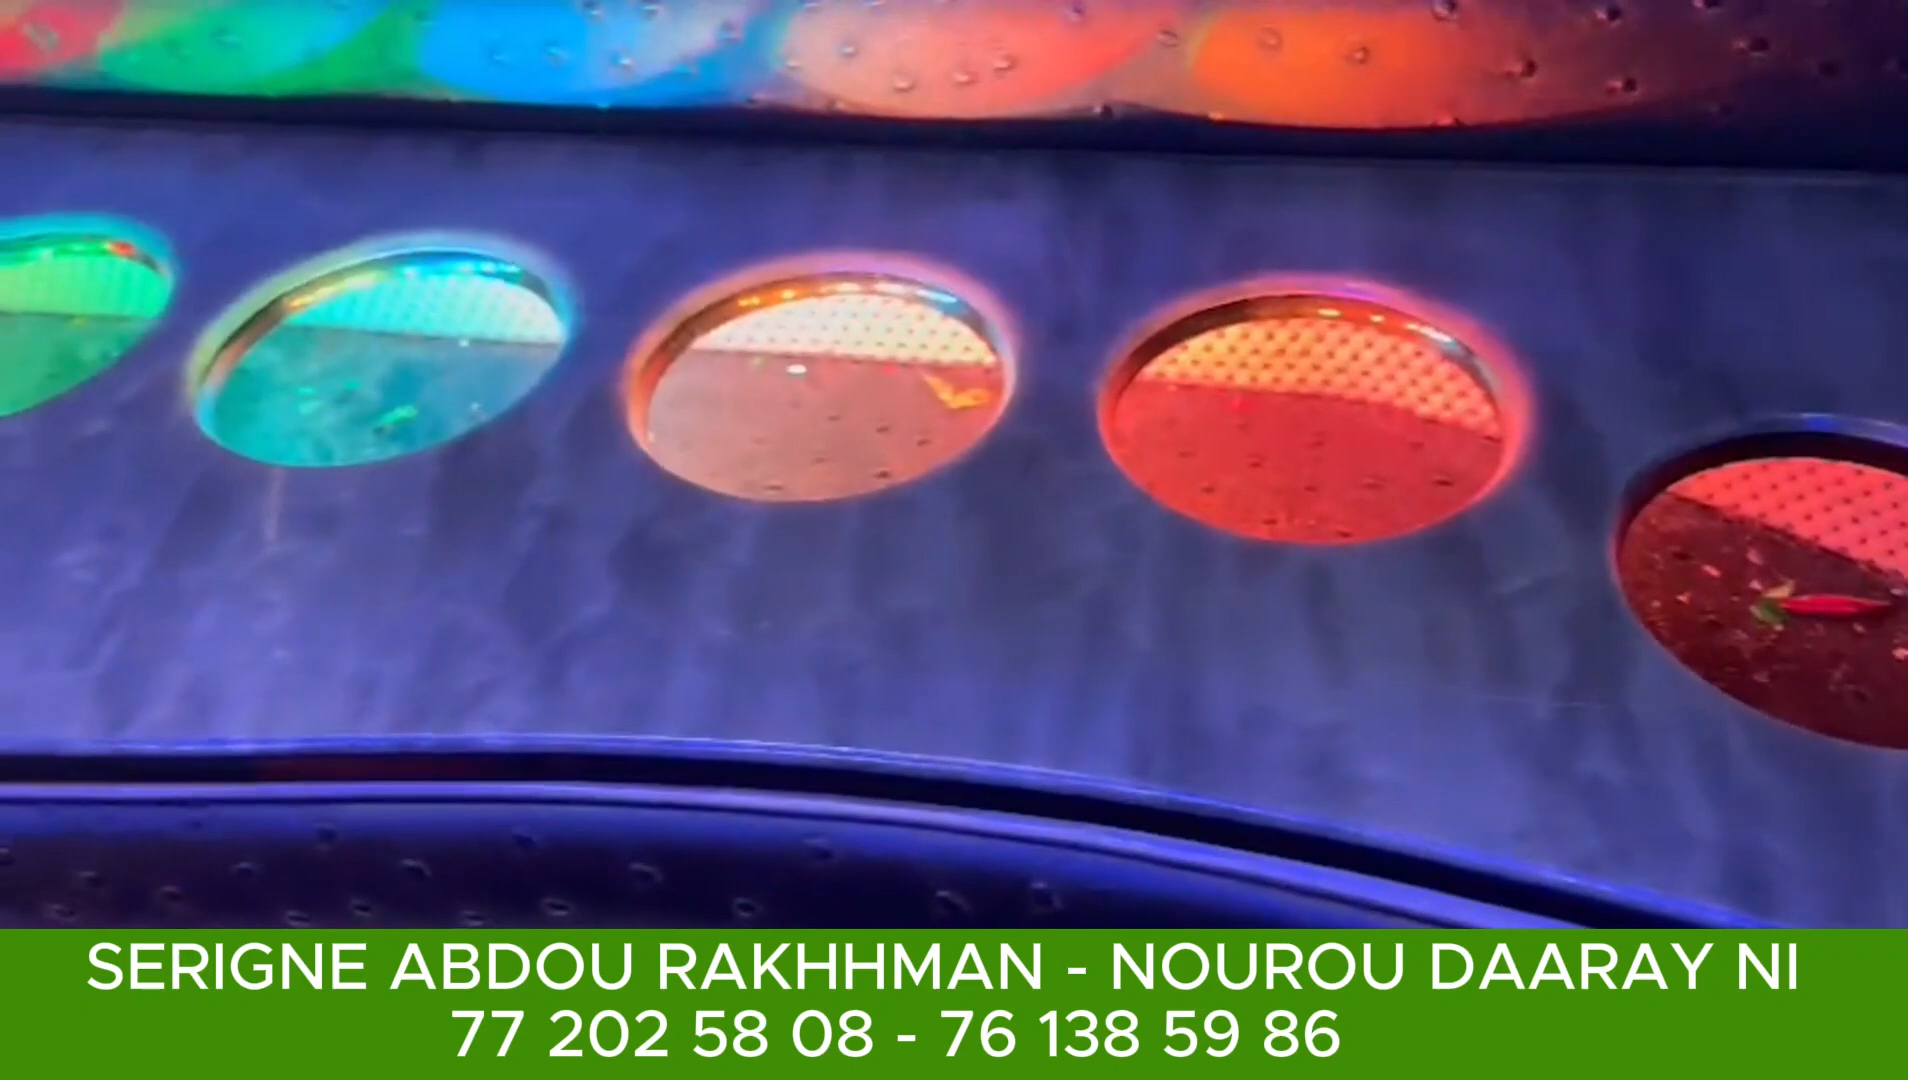 SERIGNE ABDOU RAKHHMAN - NOUROU DAARAY NI
77 202 58 08 - 76 138 59 86